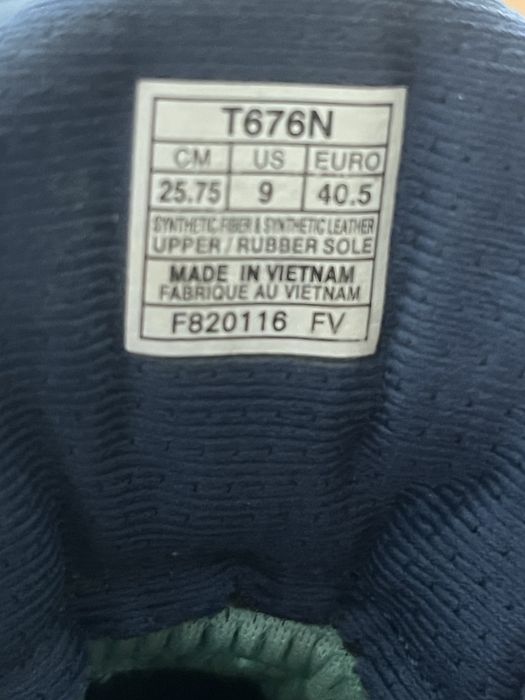 T676N
CM US EURO
25.75 9 40.5
SYNTHETIC FIBER & SYNTHETIC LEATHER
UPPER / RUBBER SOLE
MADE IN VIETNAM
FABRIQUE AU VIETNAM
F820116 FV